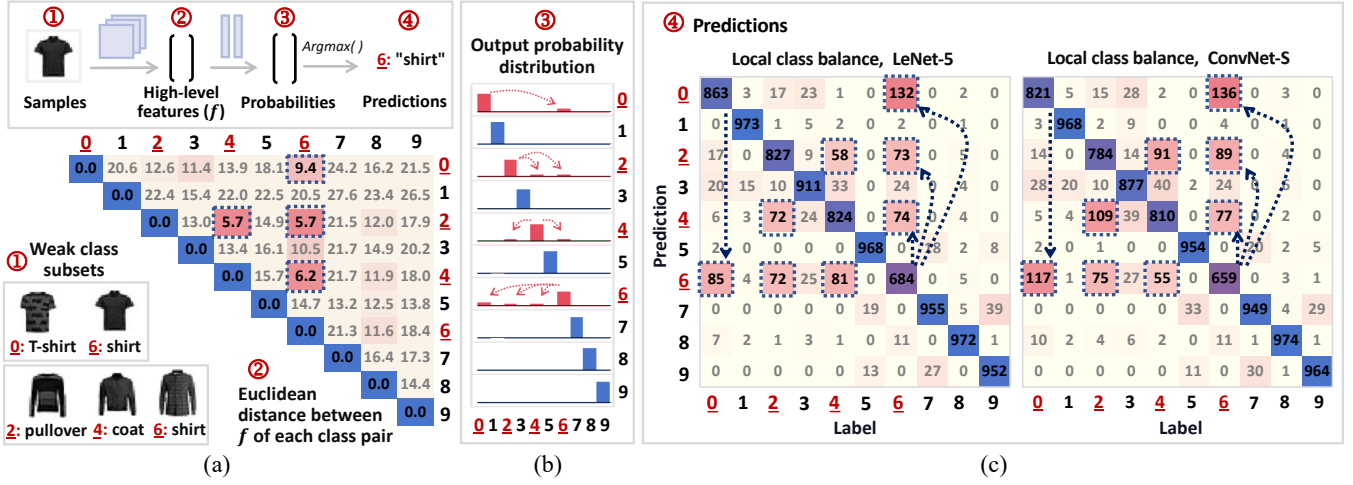 ① ② ③ ④
Argmax( )
6: "shirt"
Samples
High-level features (f)
Probabilities
Predictions
0 1 2 3 4 5 6 7 8 9
0.0 20.6 12.6 11.4 13.9 18.1 9.4 24.2 16.2 21.5 0
0.0 22.4 15.4 22.0 22.5 20.5 27.6 23.4 26.5 1
0.0 13.0 5.7 14.9 5.7 21.5 12.0 17.9 2
0.0 13.4 16.1 10.5 21.7 14.9 20.2 3
0.0 15.7 6.2 21.7 11.9 18.0 4
0.0 14.7 13.2 12.5 13.8 5
0.0 21.3 11.6 18.4 6
0.0 16.4 17.3 7
0.0 14.4 8
0.0 9
①
Weak class
subsets
0: T-shirt 6: shirt
2: pullover 4: coat 6: shirt
②
Euclidean
distance between
f of each class pair
(a)
③
Output probability
distribution
0
1
2
3
4
5
6
7
8
9
0 1 2 3 4 5 6 7 8 9
(b)
④ Predictions
Local class balance, LeNet-5
Prediction
0 863 3 17 23 1 0 132 0 2 0
1 0 973 1 5 2 0 2 0 1 0
2 17 0 827 9 58 0 73 0 5 0
3 20 15 10 911 33 0 24 0 4 0
4 6 3 72 24 824 0 74 0 4 0
5 2 0 0 0 0 968 0 18 2 8
6 85 4 72 25 81 0 684 0 5 0
7 0 0 0 0 0 19 0 955 5 39
8 7 2 1 3 1 0 11 0 972 1
9 0 0 0 0 0 13 0 27 0 952
0 1 2 3 4 5 6 7 8 9
Label
Local class balance, ConvNet-S
821 5 15 28 2 0 136 0 3 0
3 968 2 9 0 0 4 0 1 0
14 0 784 14 91 0 89 0 0
28 20 10 877 40 2 24 0 0
5 4 109 39 810 0 77 0 0 0
2 0 1 0 0 954 0 20 2 5
117 1 75 27 55 0 659 0 3 1
0 0 0 0 0 33 0 949 4 29
10 2 4 6 2 0 11 1 974 1
0 0 0 0 0 11 0 30 1 964
0 1 2 3 4 5 6 7 8 9
Label
(c)